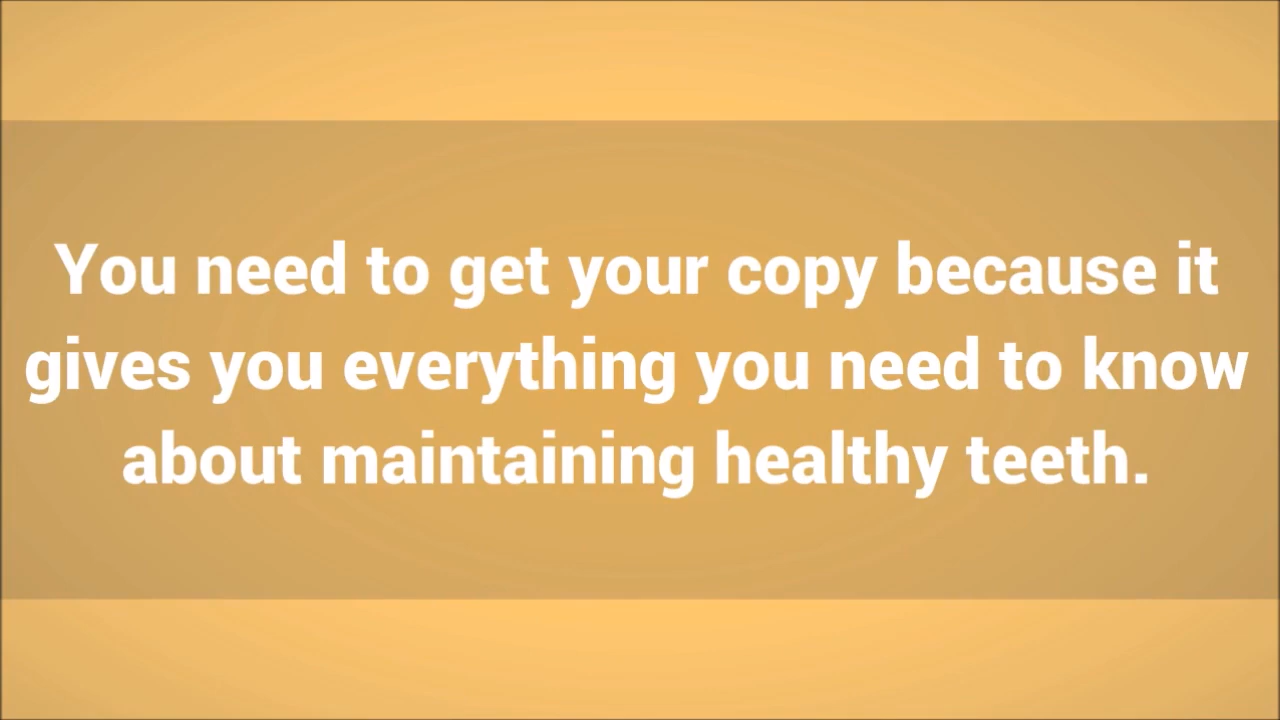 You need to get your copy because it
gives you everything you need to know
about maintaining healthy teeth.